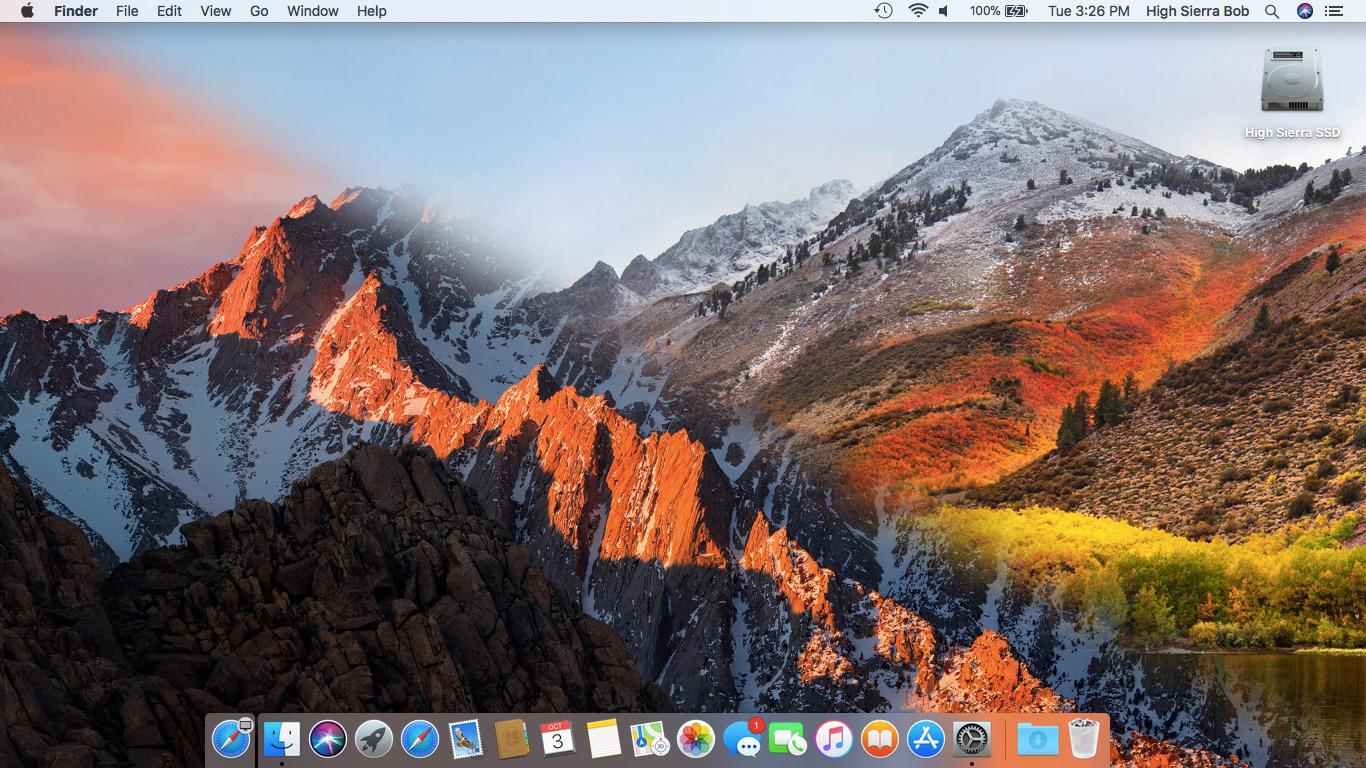 Finder File Edit View Go Window Help 100% Tue 3:26 PM High Sierra Bob
High Sierra SSD
OCT
3
1